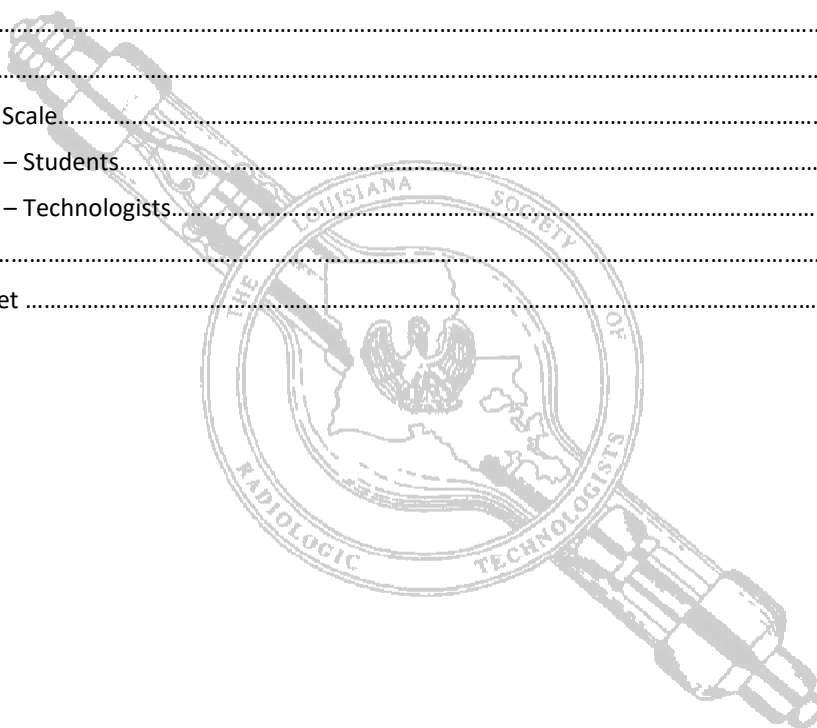 ……………………………………………………………………………………………………
……………………………………………………………………………………………………
Scale……………………………………………………………………………………………
– Students………………………………………………………………………………………
– Technologists…………………………………………………………………………………
……………………………………………………………………………………………………
et ………………………………………………………………………………………………
THE LOUISIANA SOCIETY OF
RADIOLOGIC TECHNOLOGISTS